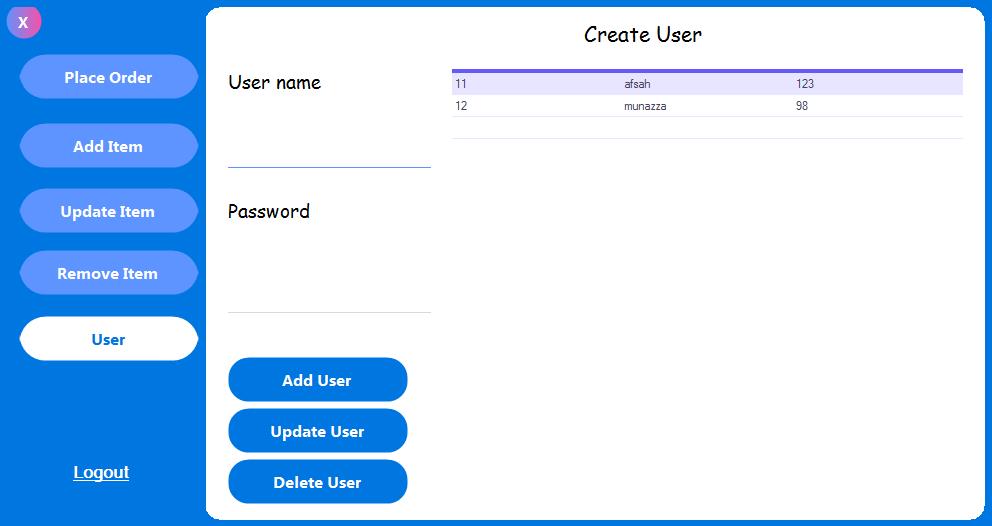 X
Place Order
Add Item
Update Item
Remove Item
User
Logout
Create User
User name
Password
Add User
Update User
Delete User
11 afsah 123
12 munazza 98